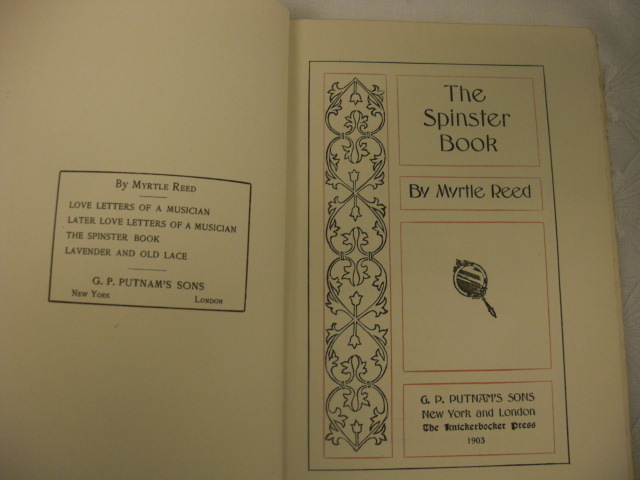 By Myrtle Reed
LOVE LETTERS OF A MUSICIAN
LATER LOVE LETTERS OF A MUSICIAN
THE SPINSTER BOOK
LAVENDER AND OLD LACE
G. P. PUTNAM'S SONS
New York London
The
Spinster
Book
By Myrtle Reed
G. P. PUTNAM'S SONS
New York and London
The Knickerbocker Press
1903